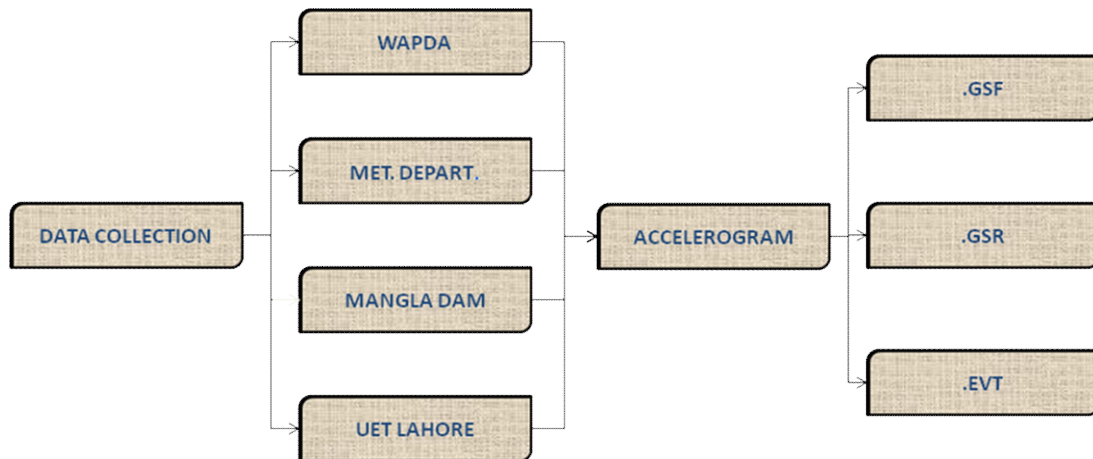 DATA COLLECTION
WAPDA
MET. DEPART.
MANGLA DAM
UET LAHORE
ACCELEROGRAM
.GSF
.GSR
.EVT